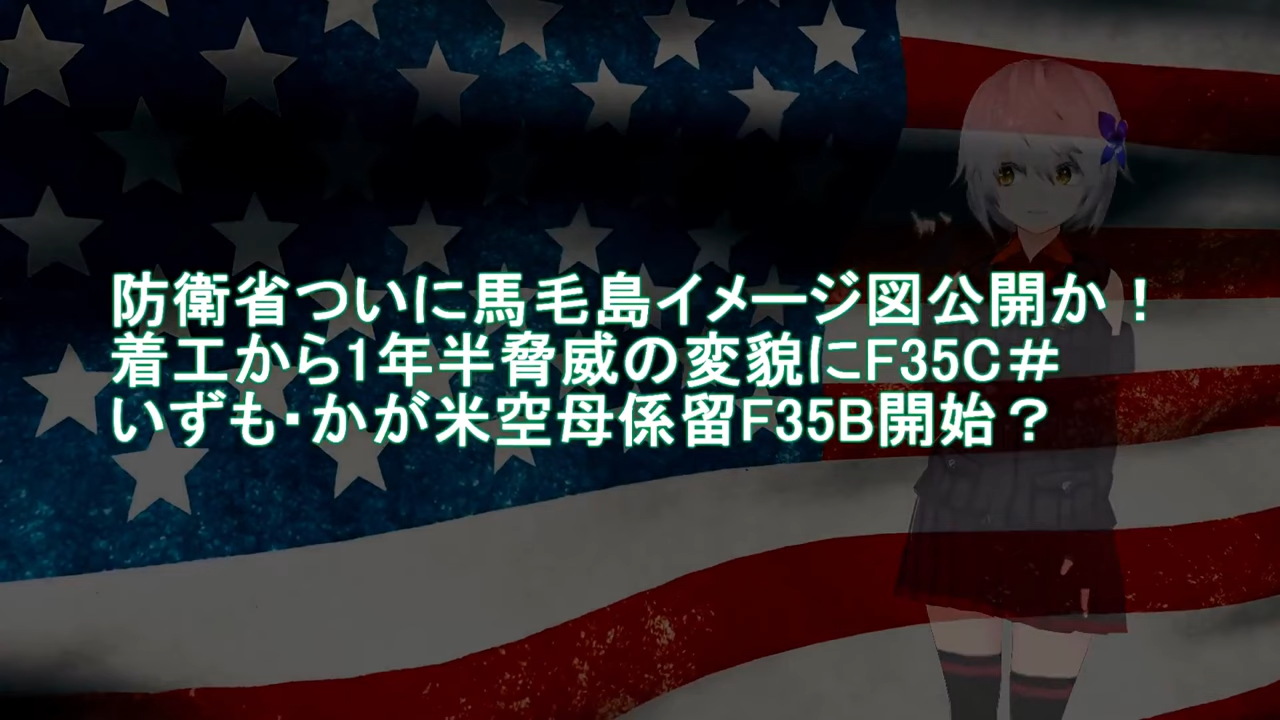 防衛省ついに馬毛島イメージ図公開か！
着工から1年半脅威の変貌にF35C＃
いずも・かが米空母係留F35B開始？